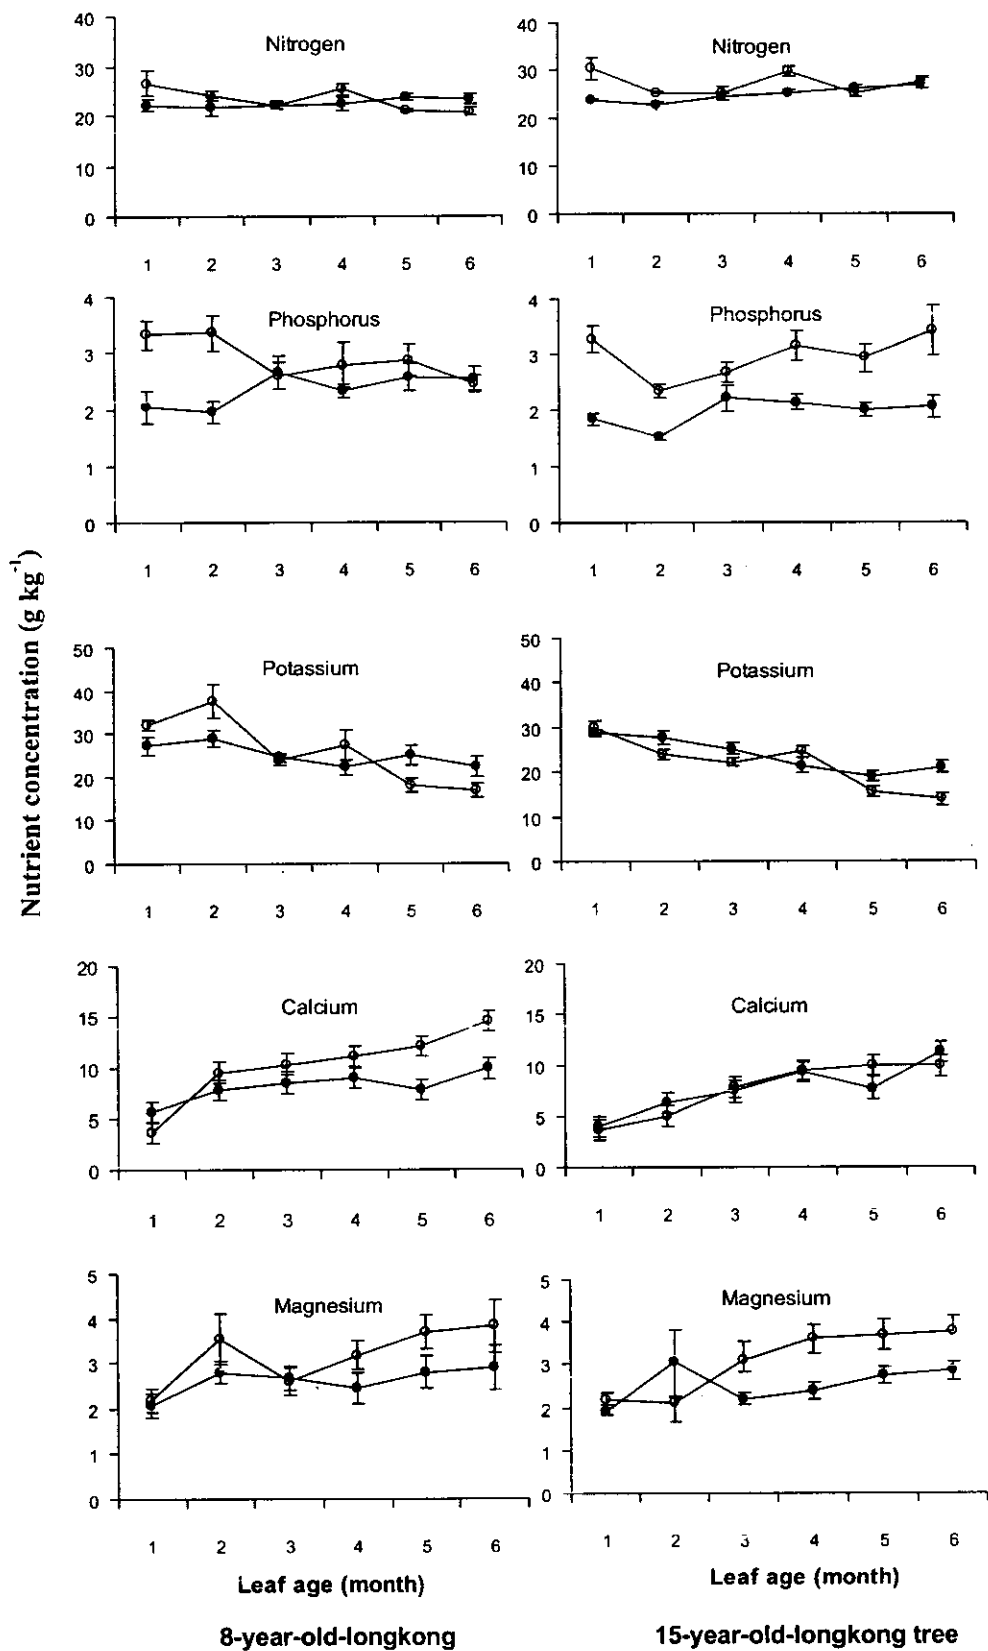 Nutrient concentration (g kg-1)
40
Nitrogen
30
20
10
0
1 2 3 4 5 6
40
Nitrogen
30
20
10
0
1 2 3 4 5 6
4
Phosphorus
3
2
1
0
1 2 3 4 5 6
4
Phosphorus
3
2
1
0
1 2 3 4 5 6
50
Potassium
40
30
20
10
0
1 2 3 4 5 6
50
Potassium
40
30
20
10
0
1 2 3 4 5 6
20
Calcium
15
10
5
0
1 2 3 4 5 6
20
Calcium
15
10
5
0
1 2 3 4 5 6
5
Magnesium
4
3
2
1
0
1 2 3 4 5 6
Leaf age (month)
8-year-old-longkong
5
Magnesium
4
3
2
1
0
1 2 3 4 5 6
Leaf age (month)
15-year-old-longkong tree